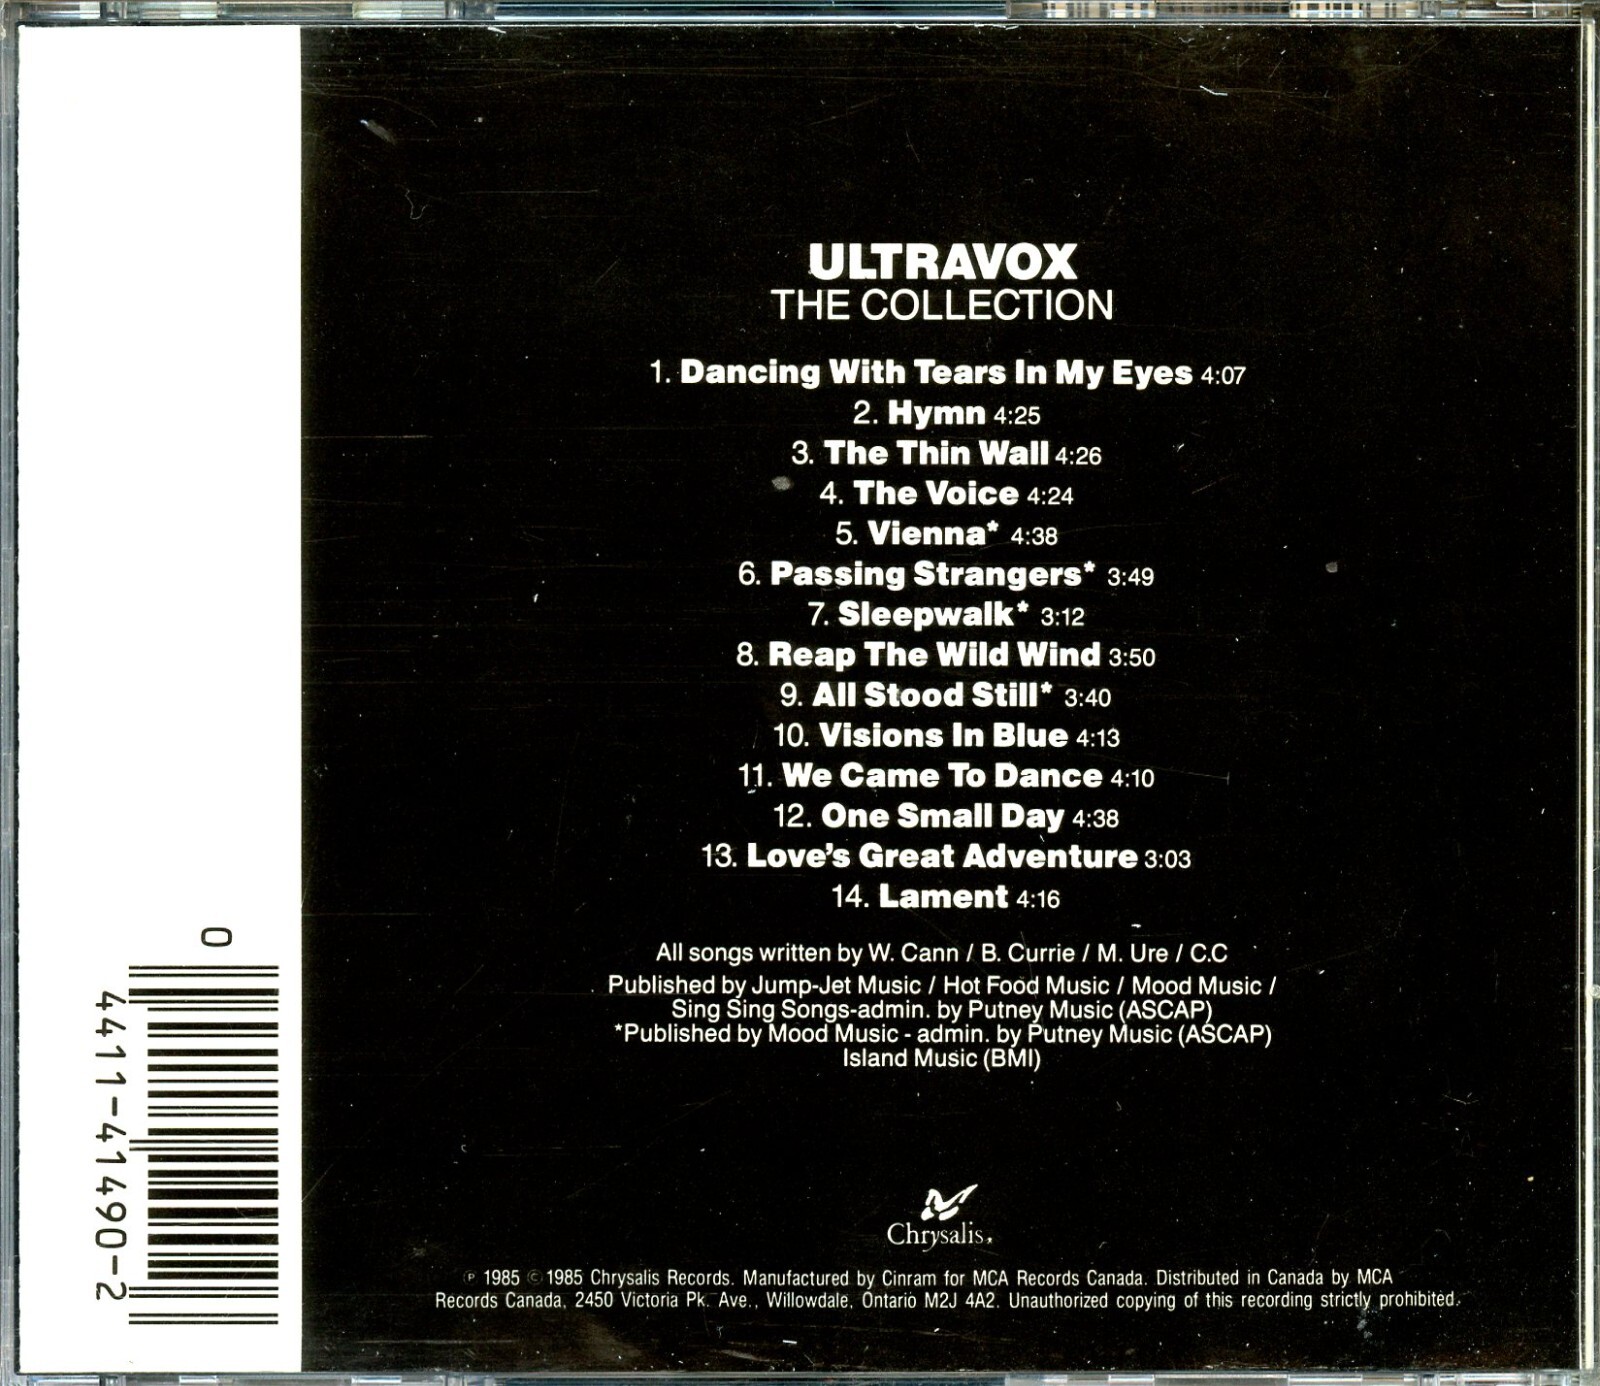 ULTRAVOX
THE COLLECTION
1. Dancing With Tears In My Eyes 4:07
2. Hymn 4:25
3. The Thin Wall 4:26
4. The Voice 4:24
5. Vienna* 4:38
6. Passing Strangers* 3:49
7. Sleepwalk* 3:12
8. Reap The Wild Wind 3:50
9. All Stood Still* 3:40
10. Visions In Blue 4:13
11. We Came To Dance 4:10
12. One Small Day 4:38
13. Love's Great Adventure 3:03
14. Lament 4:16
All songs written by W. Cann / B. Currie / M. Ure / C.C
Published by Jump-Jet Music / Hot Food Music / Mood Music /
Sing Sing Songs-admin. by Putney Music (ASCAP)
*Published by Mood Music - admin. by Putney Music (ASCAP)
Island Music (BMI)
Chrysalis
℗ 1985 © 1985 Chrysalis Records. Manufactured by Cinram for MCA Records Canada. Distributed in Canada by MCA
Records Canada, 2450 Victoria Pk. Ave., Willowdale, Ontario M2J 4A2. Unauthorized copying of this recording strictly prohibited.
0
4411-41490-2